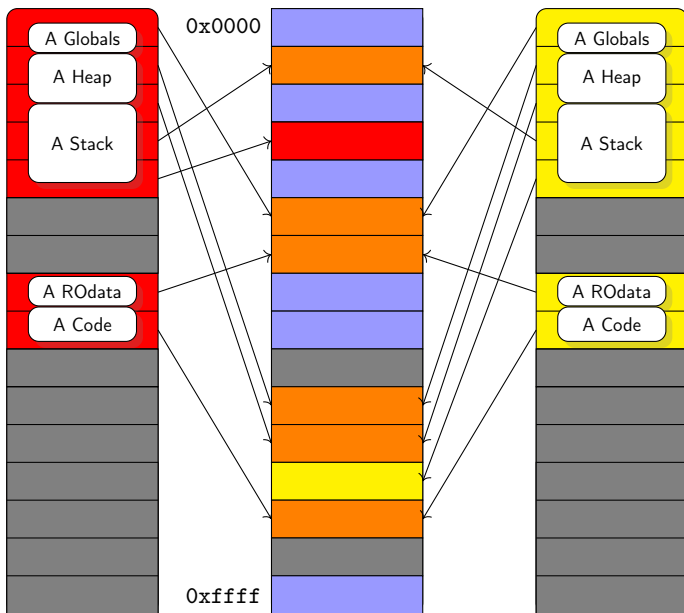 A Globals
A Heap
A Stack
A ROdata
A Code
0x0000
0xffff
A Globals
A Heap
A Stack
A ROdata
A Code